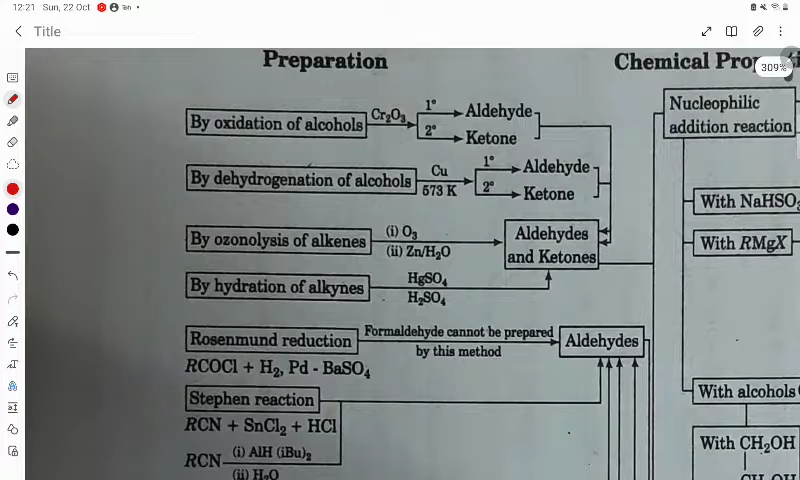 12:21 Sun, 22 Oct
Title
309%
Preparation
By oxidation of alcohols
Cr₂O₃
1°
Aldehyde
2°
Ketone
By dehydrogenation of alcohols
Cu
573 K
1°
Aldehyde
2°
Ketone
By ozonolysis of alkenes
(i) O₃
(ii) Zn/H₂O
Aldehydes
and Ketones
By hydration of alkynes
HgSO₄
H₂SO₄
Rosenmund reduction
Formaldehyde cannot be prepared
by this method
Aldehydes
RCOCl + H₂, Pd - BaSO₄
Stephen reaction
RCN + SnCl₂ + HCl
RCN
(i) AlH (iBu)₂
(ii) H₂O
Chemical
Nucleophilic
addition reaction
With NaHSO₃
With RMgX
With alcohols
With CH₂OH